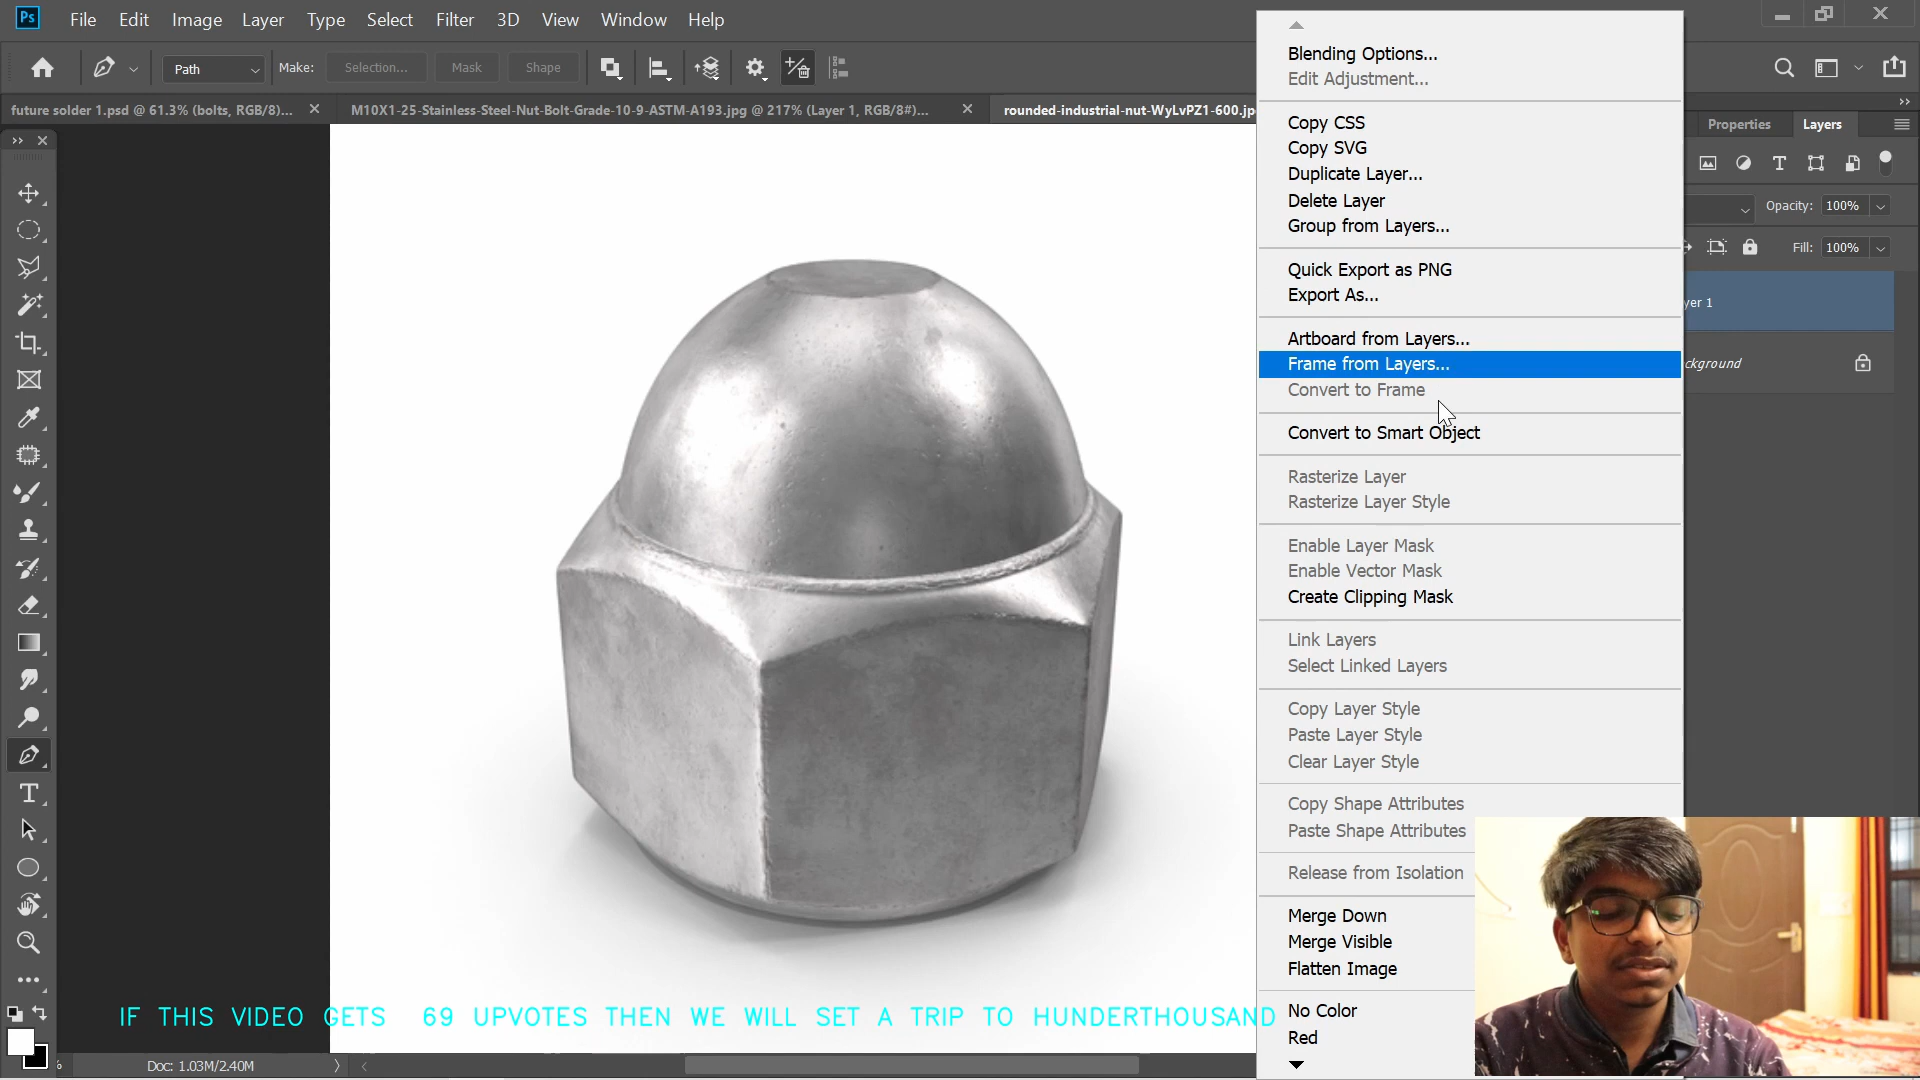 Ps File Edit Image Layer Type Select Filter 3D View Window Help
Path Make: Selection... Mask Shape
future solder 1.psd @ 61.3% (bolts, RGB/8)...
M10X1-25-Stainless-Steel-Nut-Bolt-Grade-10-9-ASTM-A193.jpg @ 217% (Layer 1, RGB/8#)...
rounded-industrial-nut-WyLvPZ1-600.jp
Blending Options...
Edit Adjustment...
Copy CSS
Copy SVG
Duplicate Layer...
Delete Layer
Group from Layers...
Quick Export as PNG
Export As...
Artboard from Layers...
Frame from Layers...
Convert to Frame
Convert to Smart Object
Rasterize Layer
Rasterize Layer Style
Enable Layer Mask
Enable Vector Mask
Create Clipping Mask
Link Layers
Select Linked Layers
Copy Layer Style
Paste Layer Style
Clear Layer Style
Copy Shape Attributes
Paste Shape Attributes
Release from Isolation
Merge Down
Merge Visible
Flatten Image
No Color
Red
Properties Layers
Opacity: 100%
Fill: 100%
yer 1
ckground
IF THIS VIDEO GETS 69 UPVOTES THEN WE WILL SET A TRIP TO HUNDERTHOUSAND
% Doc: 1.03M/2.40M